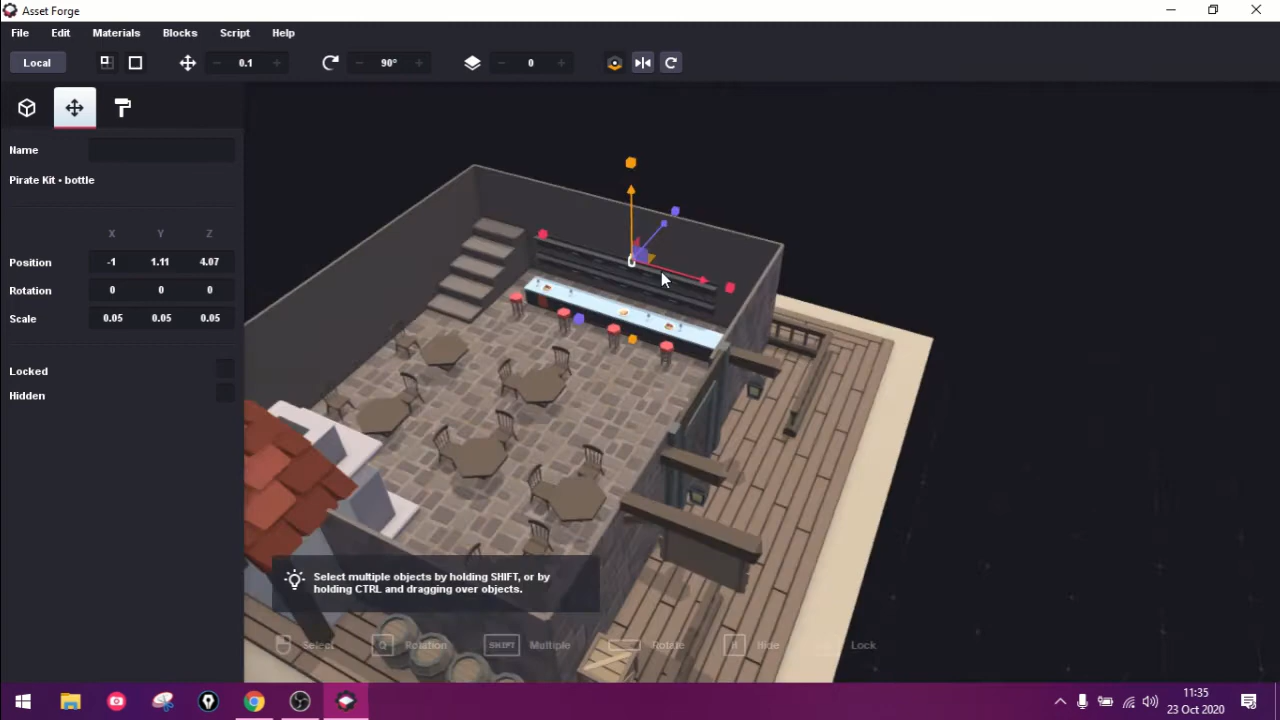 Asset Forge
File Edit Materials Blocks Script Help
Local 0.1 90° 0
Name
Pirate Kit • bottle
X Y Z
Position -1 1.11 4.07
Rotation 0 0 0
Scale 0.05 0.05 0.05
Locked
Hidden
Select multiple objects by holding SHIFT, or by
holding CTRL and dragging over objects.
Select Q Rotation SHIFT Multiple Rotate H Hide Lock
11:35
23 Oct 2020